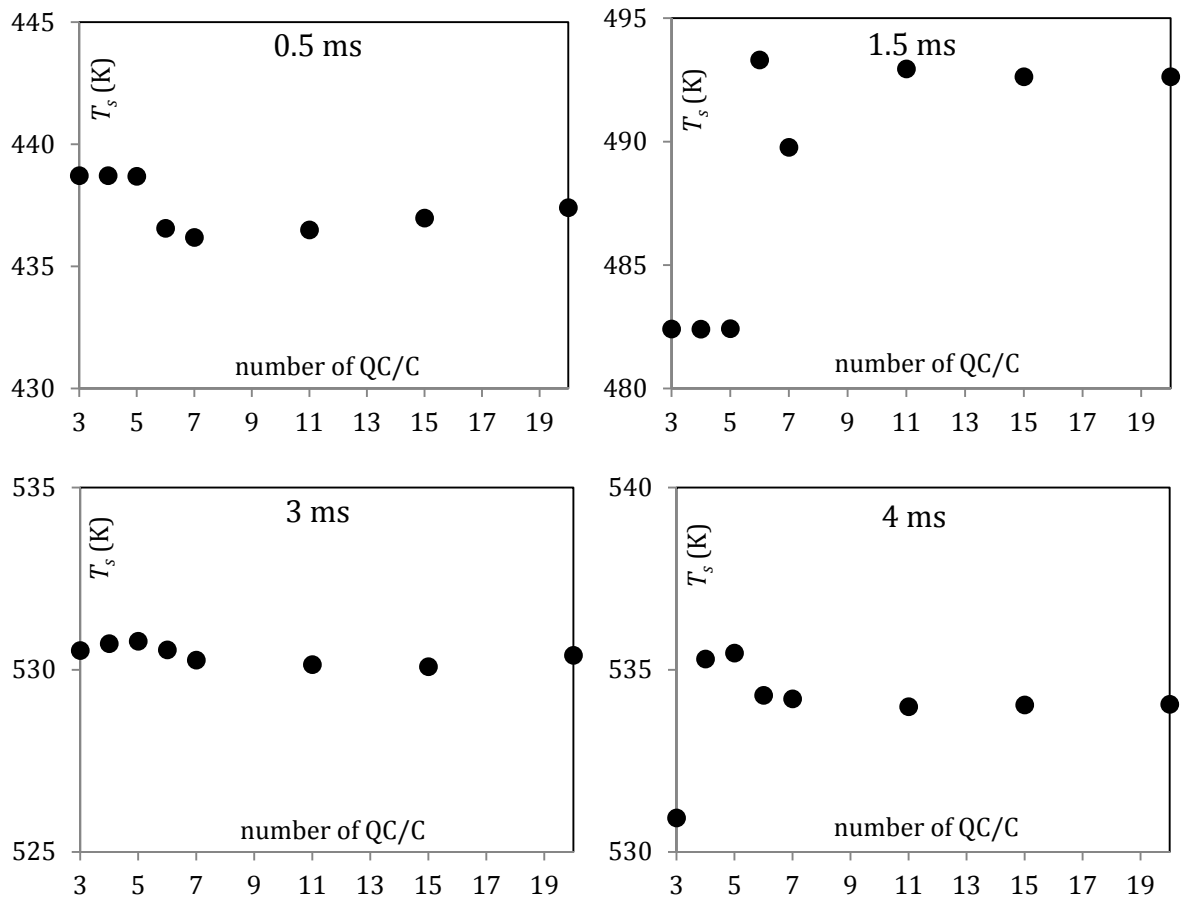 445
440
435
430
0.5 ms
T_s (K)
number of QC/C
3 4 5 6 7 9 11 13 15 17 19
495
490
485
480
1.5 ms
T_s (K)
number of QC/C
3 5 7 9 11 13 15 17 19
535
530
525
3 ms
T_s (K)
number of QC/C
3 5 7 9 11 13 15 17 19
540
535
530
4 ms
T_s (K)
number of QC/C
3 5 7 9 11 13 15 17 19